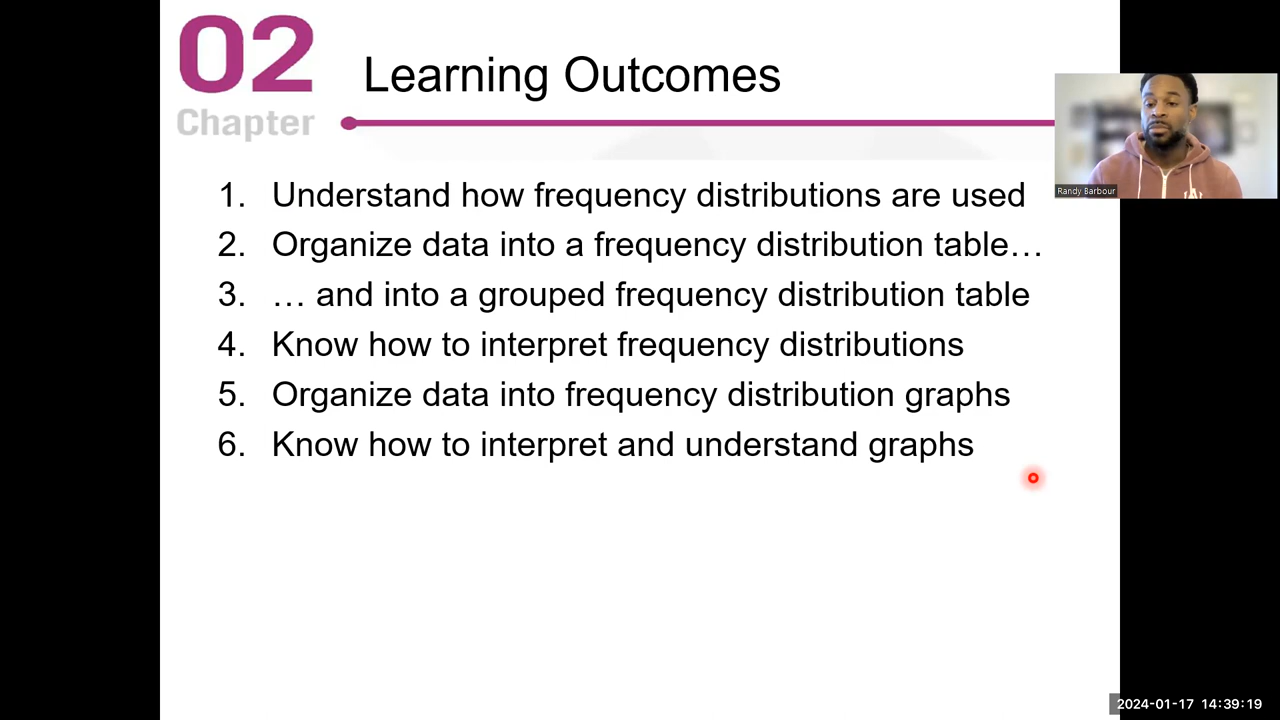 02
Chapter
Learning Outcomes
Randy Barbour
1. Understand how frequency distributions are used
2. Organize data into a frequency distribution table…
3. … and into a grouped frequency distribution table
4. Know how to interpret frequency distributions
5. Organize data into frequency distribution graphs
6. Know how to interpret and understand graphs
2024-01-17 14:39:19